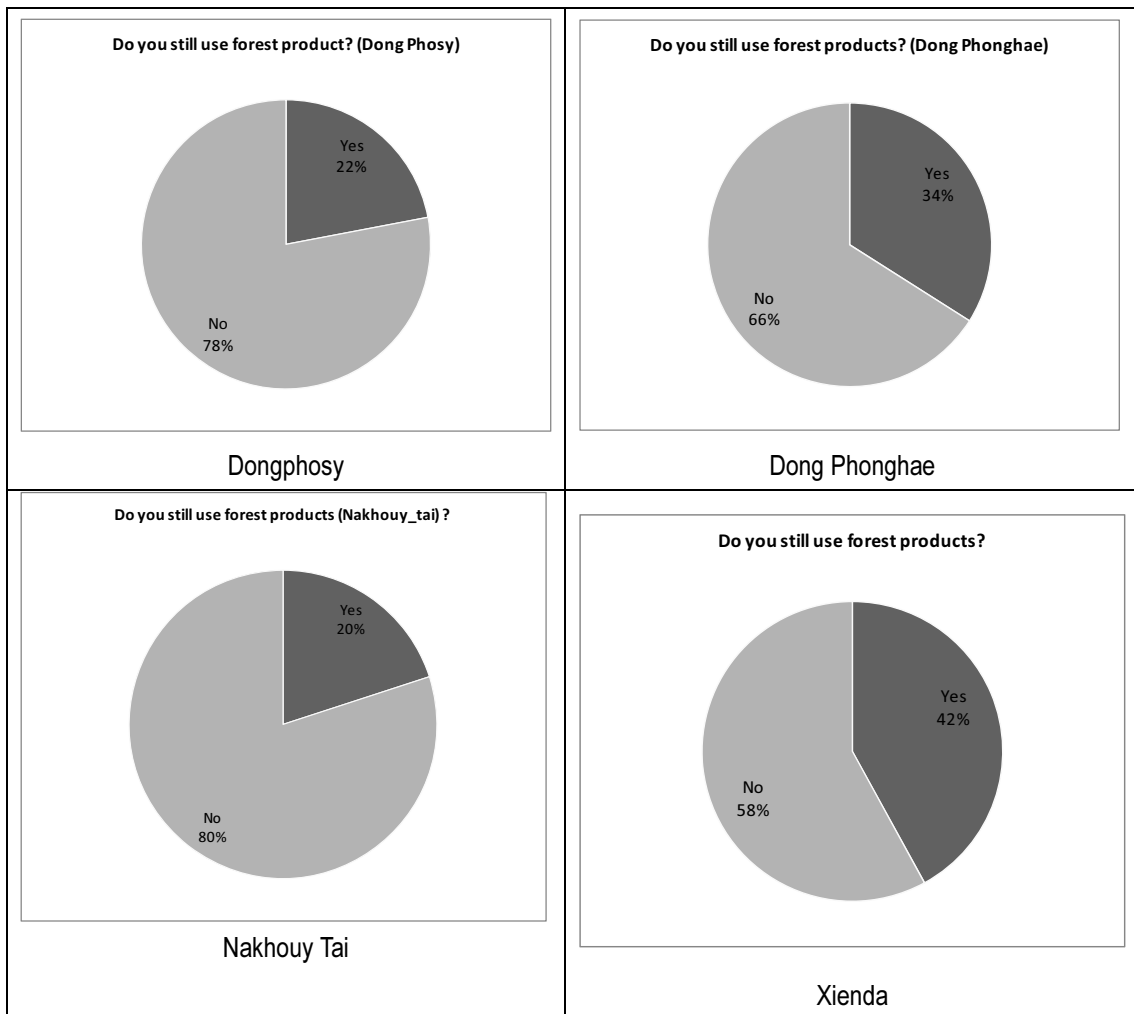 Do you still use forest product? (Dong Phosy)
Yes
22%
No
78%
Dongphosy
Do you still use forest products? (Dong Phonghae)
Yes
34%
No
66%
Dong Phonghae
Do you still use forest products (Nakhouy_tai) ?
Yes
20%
No
80%
Nakhouy Tai
Do you still use forest products?
Yes
42%
No
58%
Xienda